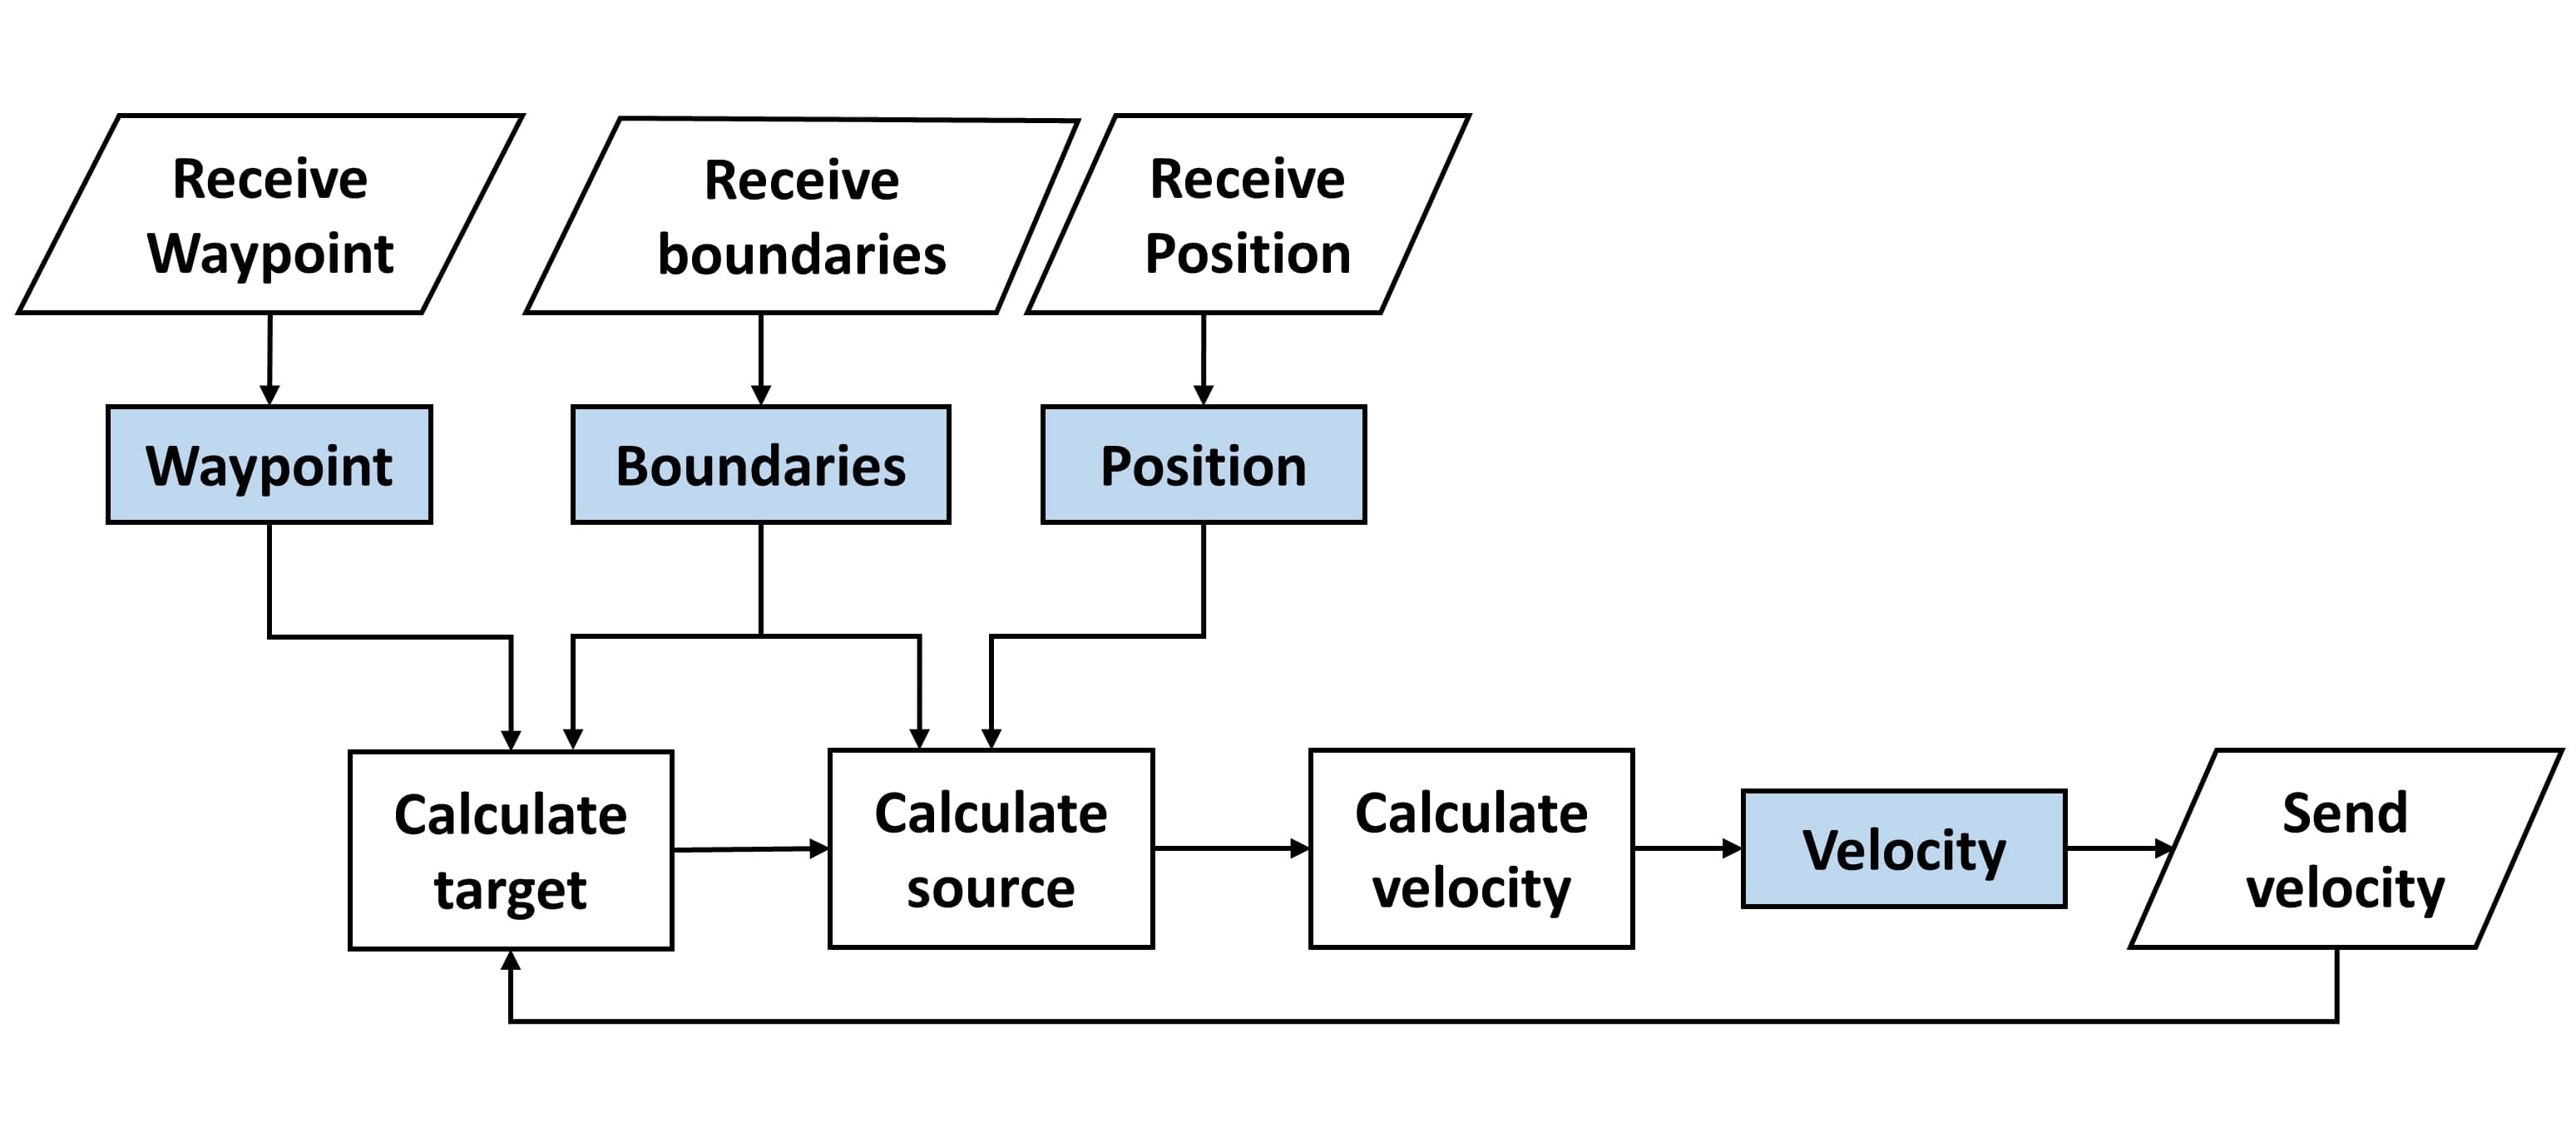 Receive
Waypoint
Receive
boundaries
Receive
Position
Waypoint
Boundaries
Position
Calculate
target
Calculate
source
Calculate
velocity
Velocity
Send
velocity